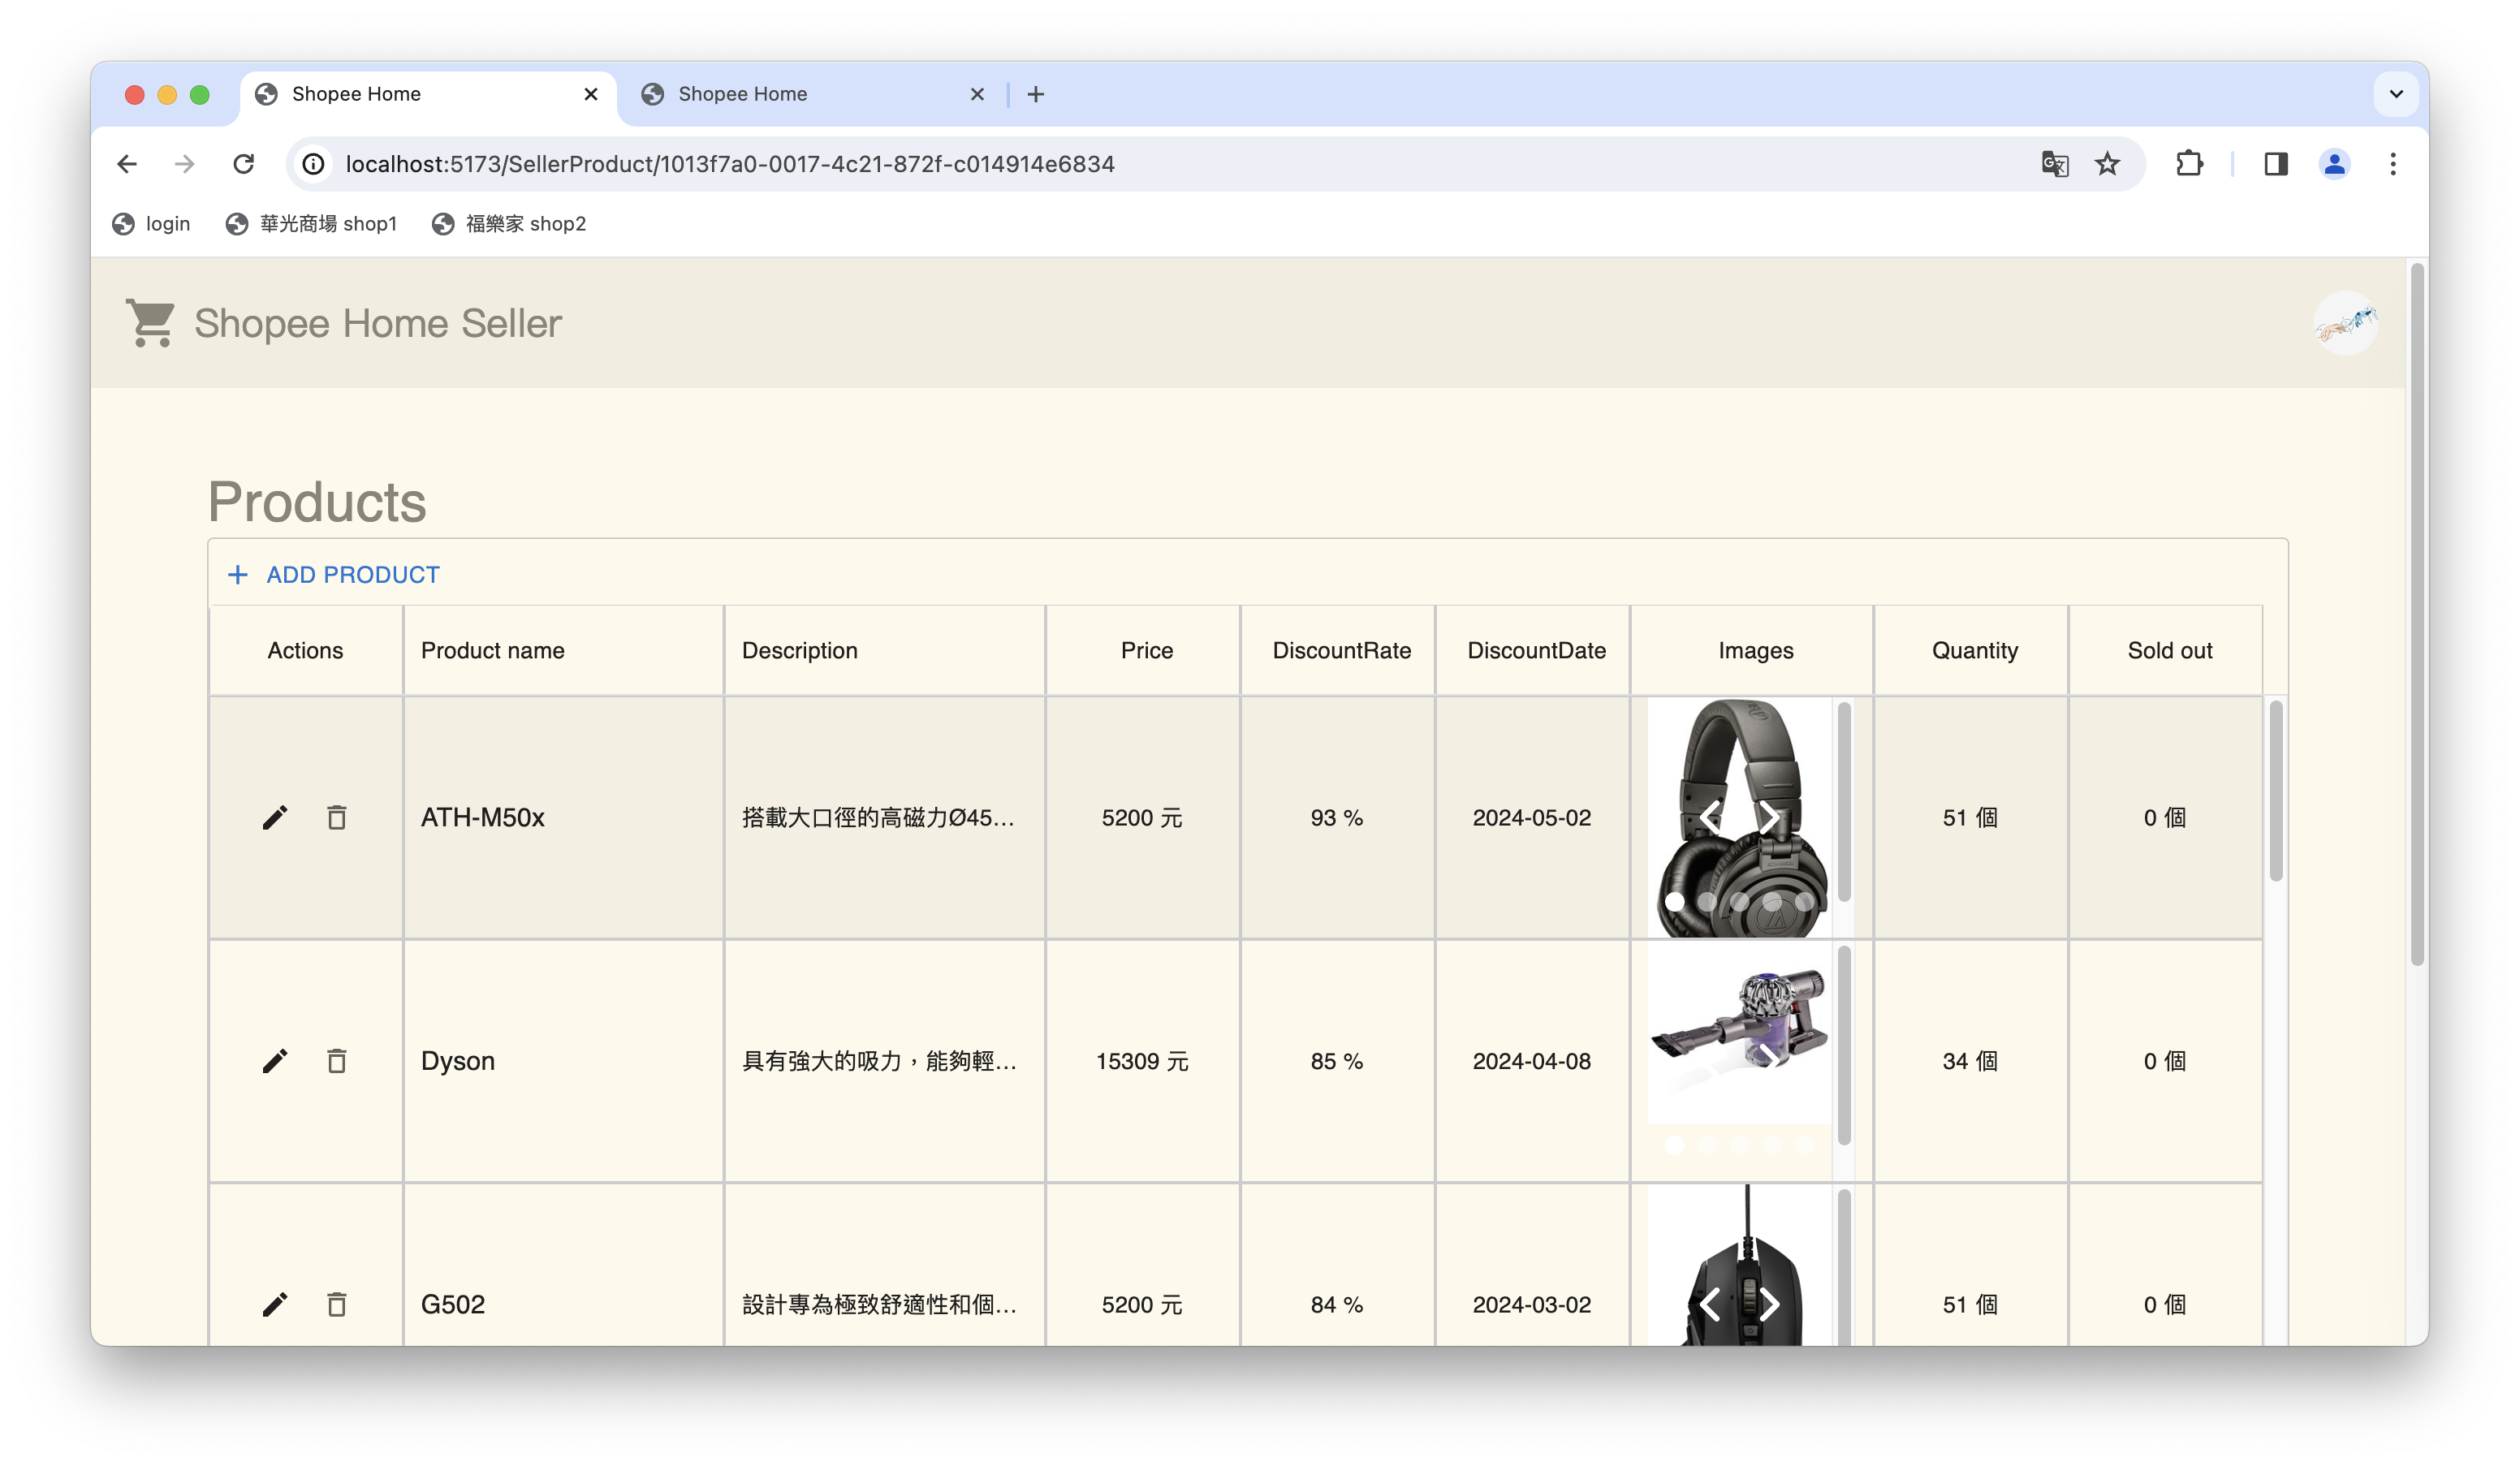 Shopee Home
Shopee Home
localhost:5173/SellerProduct/1013f7a0-0017-4c21-872f-c014914e6834
login
華光商場 shop1
福樂家 shop2
Shopee Home Seller
Products
ADD PRODUCT
Actions Product name Description Price DiscountRate DiscountDate Images Quantity Sold out
ATH-M50x 搭載大口徑的高磁力Ø45... 5200 元 93 % 2024-05-02 51 個 0 個
Dyson 具有強大的吸力，能夠輕... 15309 元 85 % 2024-04-08 34 個 0 個
G502 設計專為極致舒適性和個... 5200 元 84 % 2024-03-02 51 個 0 個